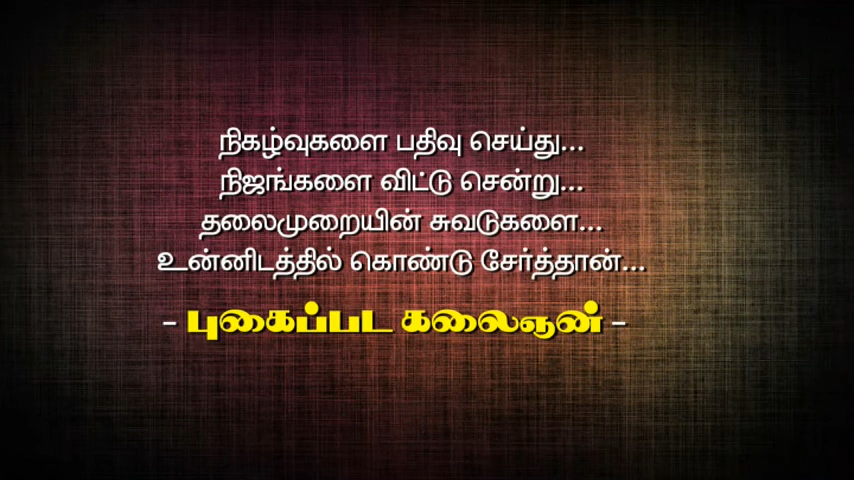 நிகழ்வுகளை பதிவு செய்து...
நிஜங்களை விட்டு சென்று...
தலைமுறையின் சுவடுகளை...
உன்னிடத்தில் கொண்டு சேர்த்தான்...
- புகைப்பட கலைஞன் -